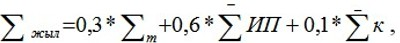 ∑ жыл =0,3* ∑ т +0,6* ∑̅ ИП + 0,1* ∑̅ к ,